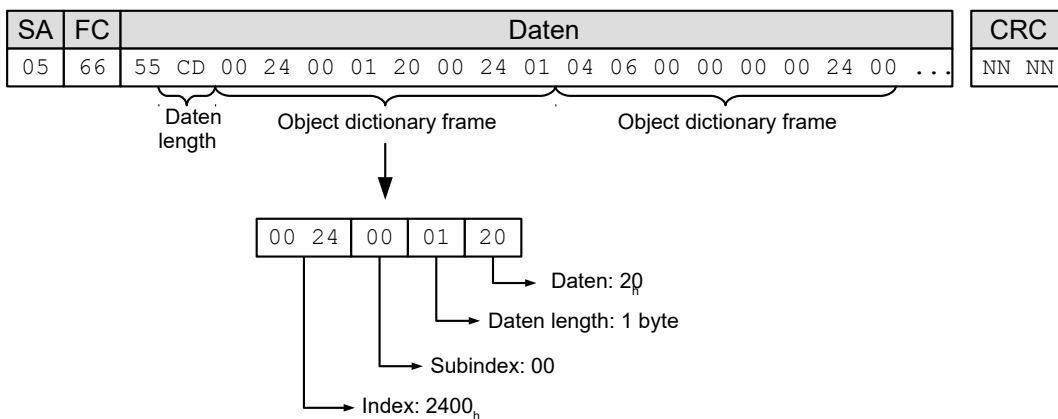 SA FC Daten CRC
05 66 55 CD 00 24 00 01 20 00 24 01 04 06 00 00 00 00 24 00 ... NN NN
Daten length Object dictionary frame Object dictionary frame
00 24 00 01 20
Daten: 20h
Daten length: 1 byte
Subindex: 00
Index: 2400h